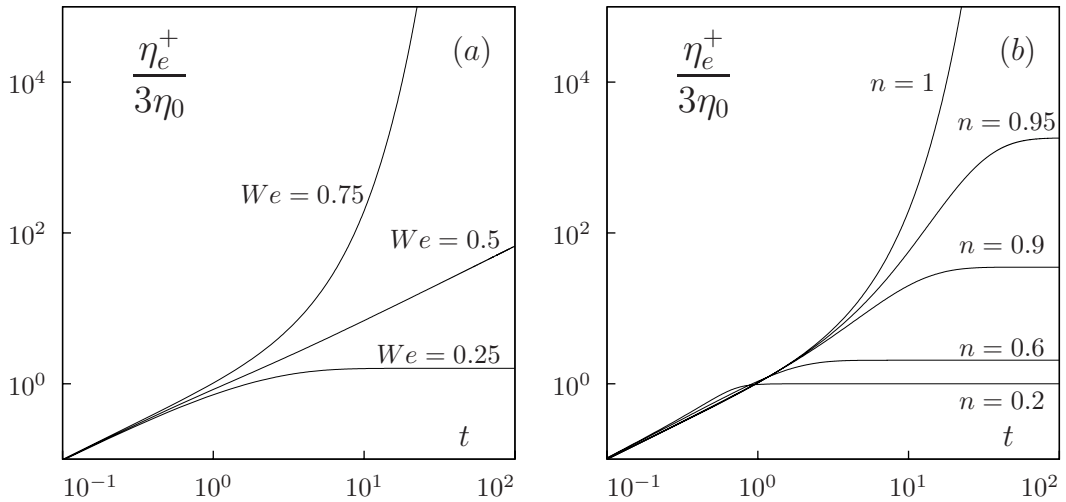 η_e^+ / 3η_0
(a)
10^4
We = 0.75
10^2
We = 0.5
We = 0.25
10^0
t
10^{-1} 10^0 10^1 10^2
η_e^+ / 3η_0
(b)
10^4
n = 1
n = 0.95
10^2
n = 0.9
n = 0.6
10^0
n = 0.2
t
10^{-1} 10^0 10^1 10^2